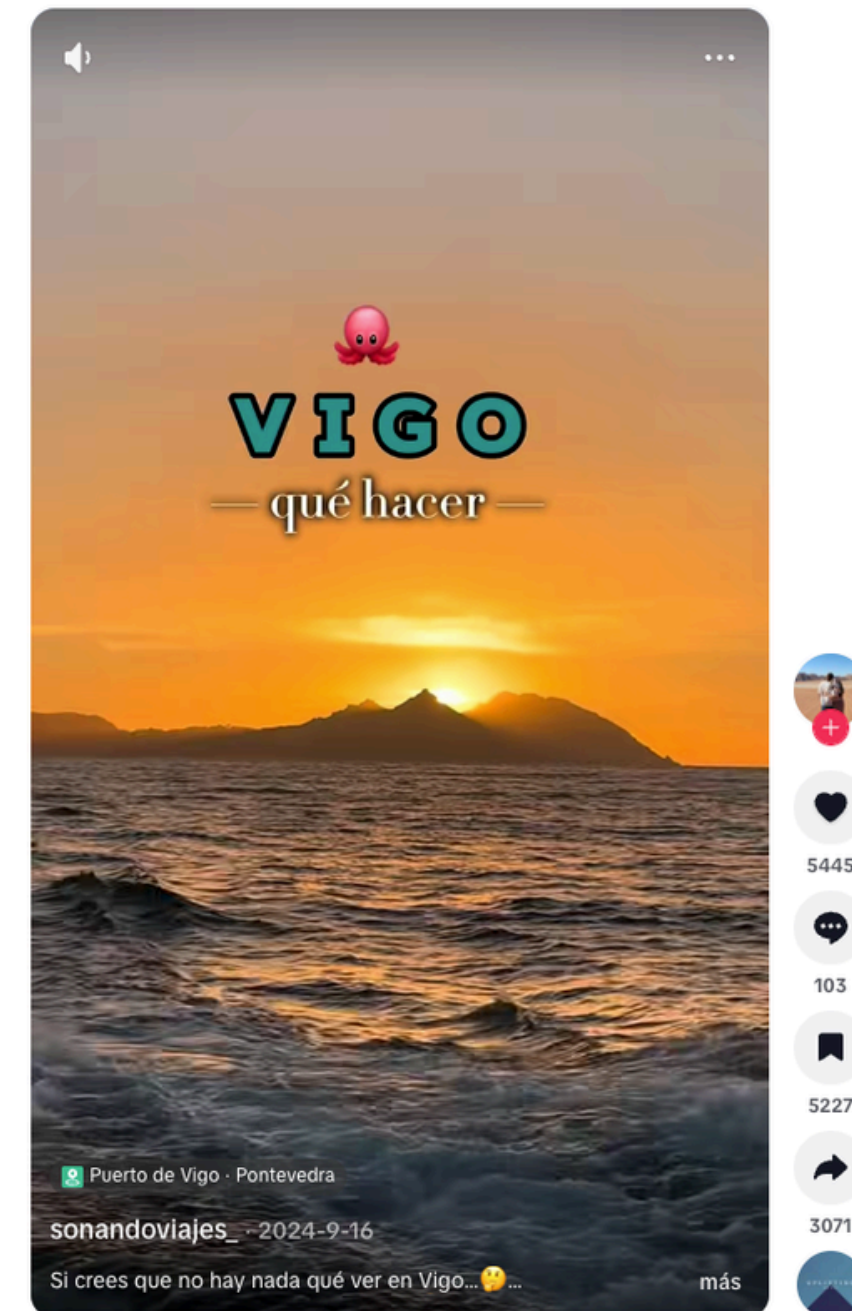 VIGO
— qué hacer —
Puerto de Vigo · Pontevedra
sonandoviajes_ · 2024-9-16
Si crees que no hay nada qué ver en Vigo...🤔...
más
5445
103
5227
3071